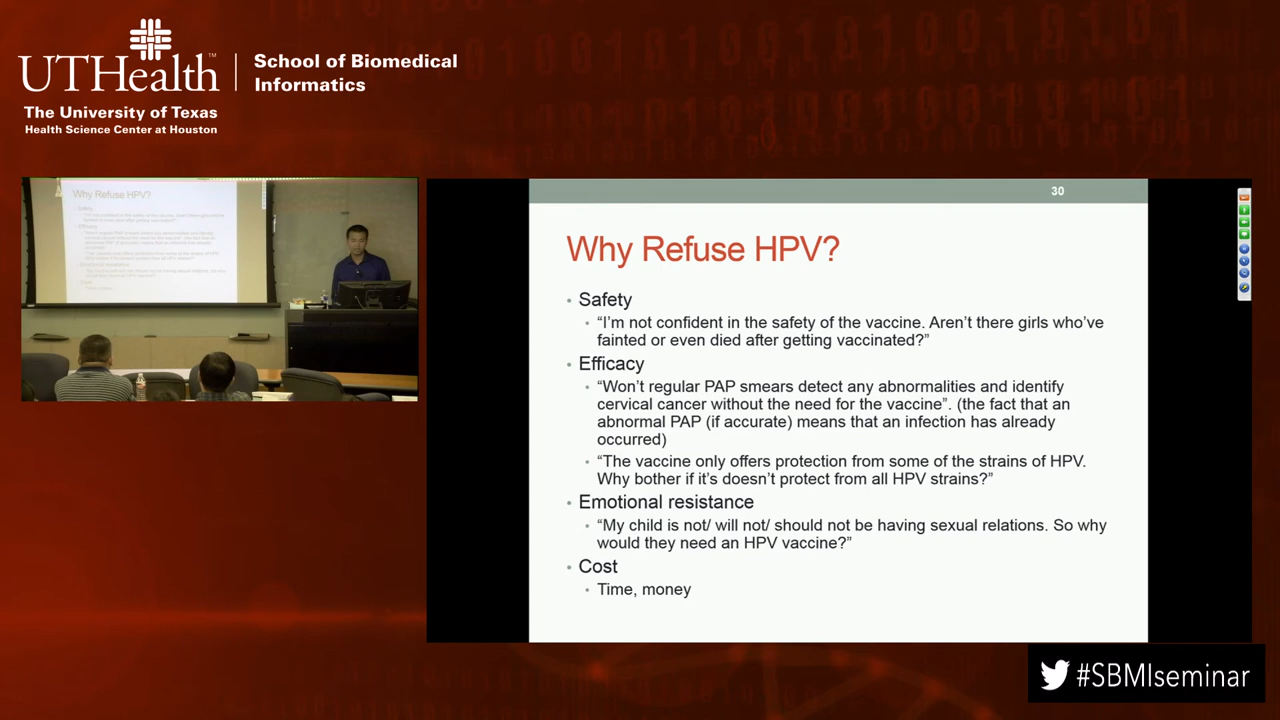 UTHealth™
The University of Texas
Health Science Center at Houston
School of Biomedical
Informatics
Why Refuse HPV?
Safety
Efficacy
30
Why Refuse HPV?
• Safety
• “I’m not confident in the safety of the vaccine. Aren’t there girls who’ve
fainted or even died after getting vaccinated?”
• Efficacy
• “Won’t regular PAP smears detect any abnormalities and identify
cervical cancer without the need for the vaccine”. (the fact that an
abnormal PAP (if accurate) means that an infection has already
occurred)
• “The vaccine only offers protection from some of the strains of HPV.
Why bother if it’s doesn’t protect from all HPV strains?”
• Emotional resistance
• “My child is not/ will not/ should not be having sexual relations. So why
would they need an HPV vaccine?”
• Cost
• Time, money
#SBMIseminar